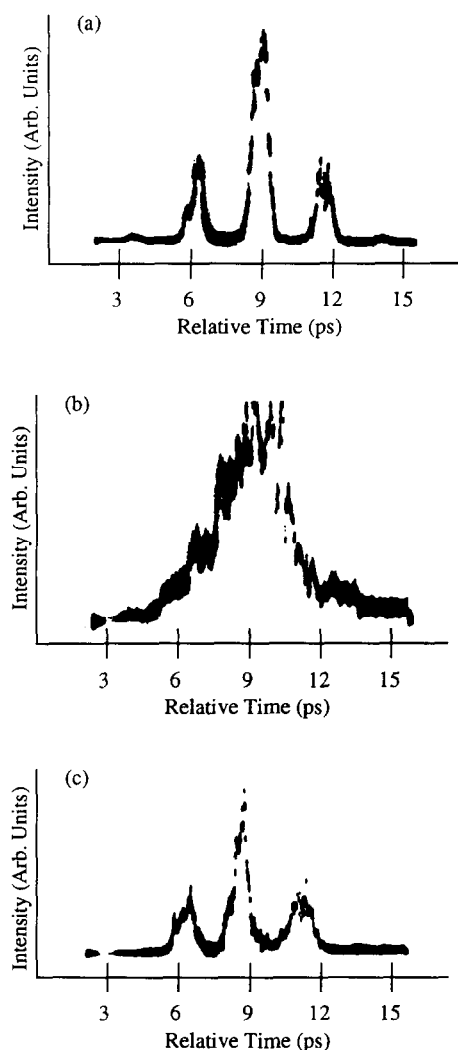 (a)
Intensity (Arb. Units)
3 6 9 12 15
Relative Time (ps)
(b)
Intensity (Arb. Units)
3 6 9 12 15
Relative Time (ps)
(c)
Intensity (Arb. Units)
3 6 9 12 15
Relative Time (ps)